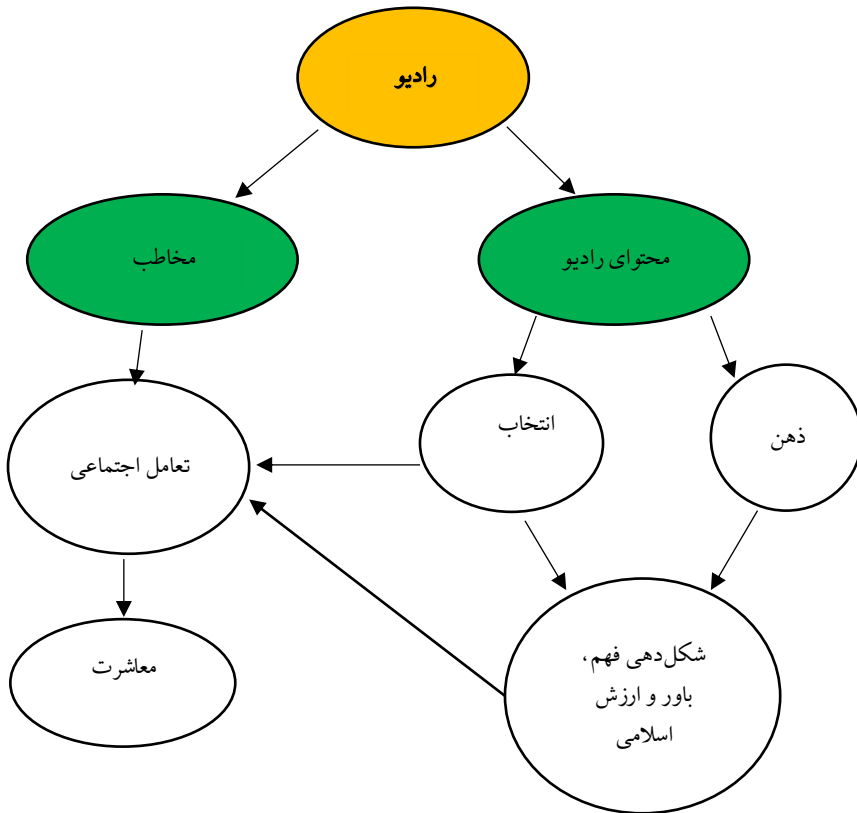 رادیو
محتوای رادیو
مخاطب
انتخاب
ذهن
تعامل اجتماعی
شکل‌دهی فهم،
باور و ارزش
اسلامی
معاشرت